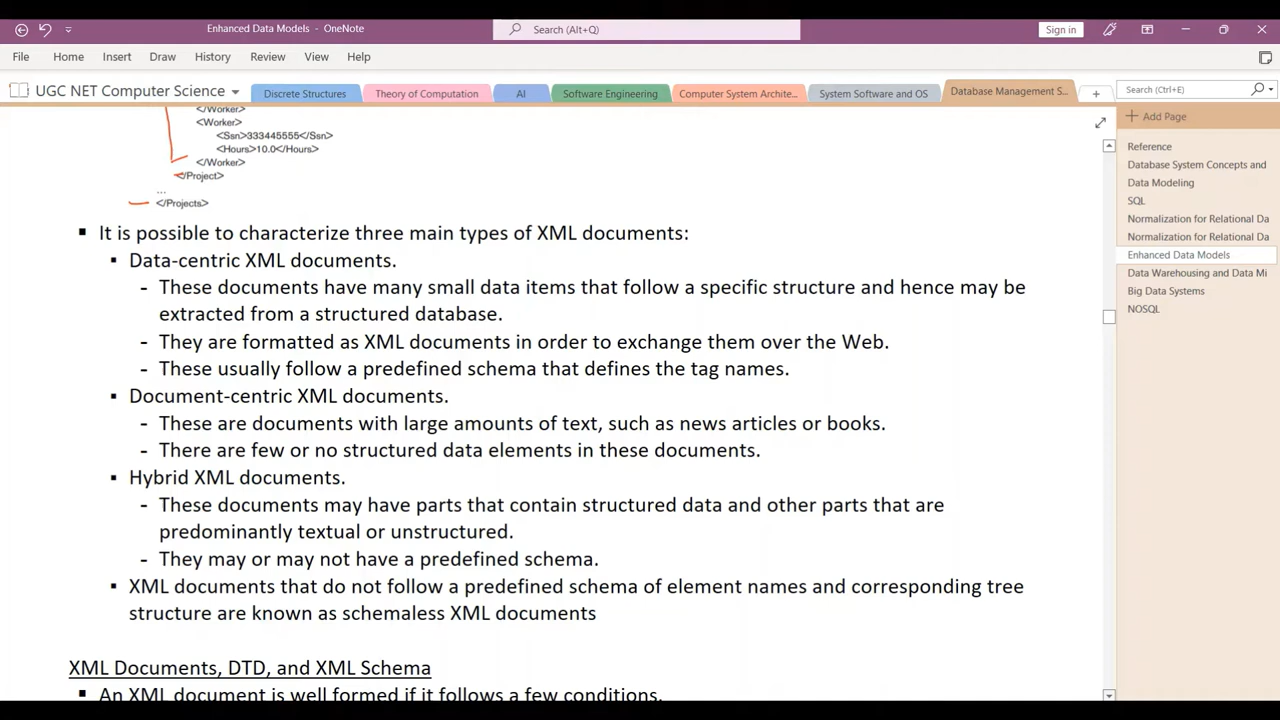 Enhanced Data Models - OneNote
Search (Alt+Q)
Sign in
File Home Insert Draw History Review View Help
UGC NET Computer Science
Discrete Structures
Theory of Computation
AI
Software Engineering
Computer System Archite...
System Software and OS
Database Management S...
Search (Ctrl+E)
Add Page
Reference
Database System Concepts and
Data Modeling
SQL
Normalization for Relational Da
Normalization for Relational Da
Enhanced Data Models
Data Warehousing and Data Mi
Big Data Systems
NOSQL
</Worker>
<Worker>
<Ssn>333445555</Ssn>
<Hours>10.0</Hours>
</Worker>
</Project>
...
</Projects>
▪ It is possible to characterize three main types of XML documents:
▪ Data-centric XML documents.
- These documents have many small data items that follow a specific structure and hence may be
extracted from a structured database.
- They are formatted as XML documents in order to exchange them over the Web.
- These usually follow a predefined schema that defines the tag names.
▪ Document-centric XML documents.
- These are documents with large amounts of text, such as news articles or books.
- There are few or no structured data elements in these documents.
▪ Hybrid XML documents.
- These documents may have parts that contain structured data and other parts that are
predominantly textual or unstructured.
- They may or may not have a predefined schema.
▪ XML documents that do not follow a predefined schema of element names and corresponding tree
structure are known as schemaless XML documents
XML Documents, DTD, and XML Schema
▪ An XML document is well formed if it follows a few conditions.